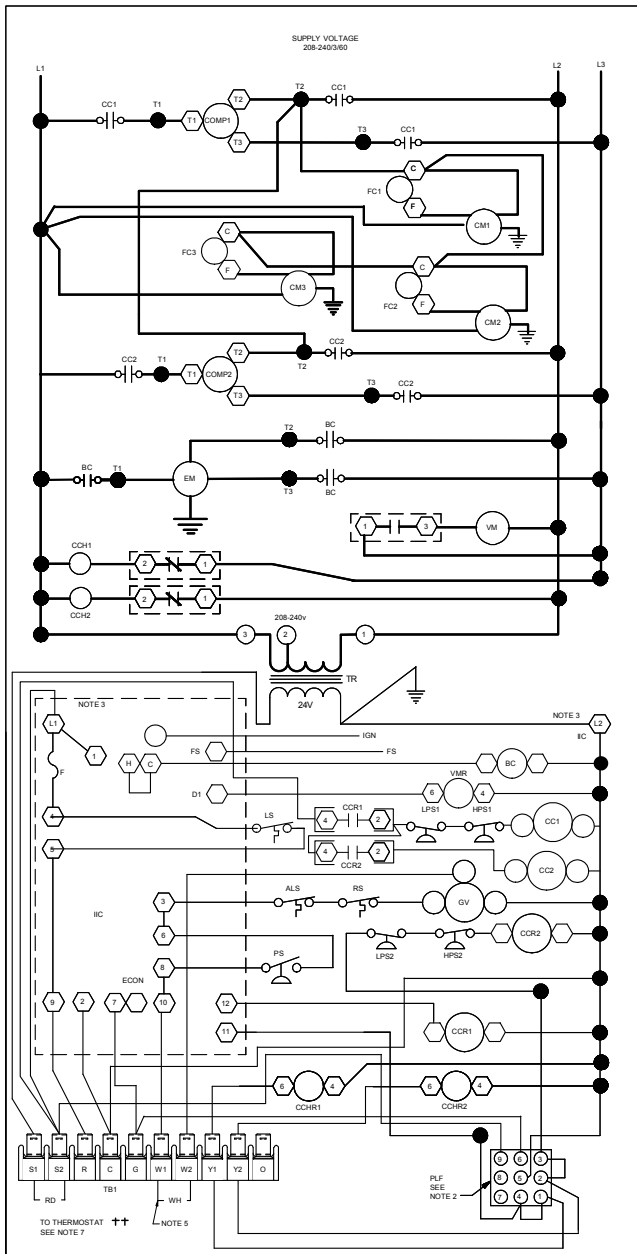 SUPPLY VOLTAGE
208-240/3/60
L1
L2
L3
CC1
T1
T1
COMP1
T2
T3
T2
CC1
T3
CC1
C
FC1
F
CM1
C
FC3
F
CM3
C
FC2
F
CM2
CC2
T1
T1
COMP2
T2
T3
T2
CC2
T3
CC2
T2
BC
BC
T1
EM
T3
BC
1
3
VM
CCH1
2
1
CCH2
2
1
208-240v
3
2
1
TR
24V
NOTE 3
NOTE 3
L1
L2
IIC
1
IGN
F
H
C
FS
FS
BC
VMR
D1
6
4
4
LS
4
CCR1
2
LPS1
HPS1
CC1
5
4
CCR2
2
CC2
IIC
3
ALS
RS
GV
6
LPS2
HPS2
CCR2
8
PS
ECON
9
2
7
10
12
11
CCR1
6
4
CCHR1
6
4
CCHR2
S1
S2
R
C
G
W1
W2
Y1
Y2
O
TB1
RD
WH
TO THERMOSTAT ††
SEE NOTE 7
NOTE 5
PLF
SEE
NOTE 2
9
6
3
8
5
2
7
4
1